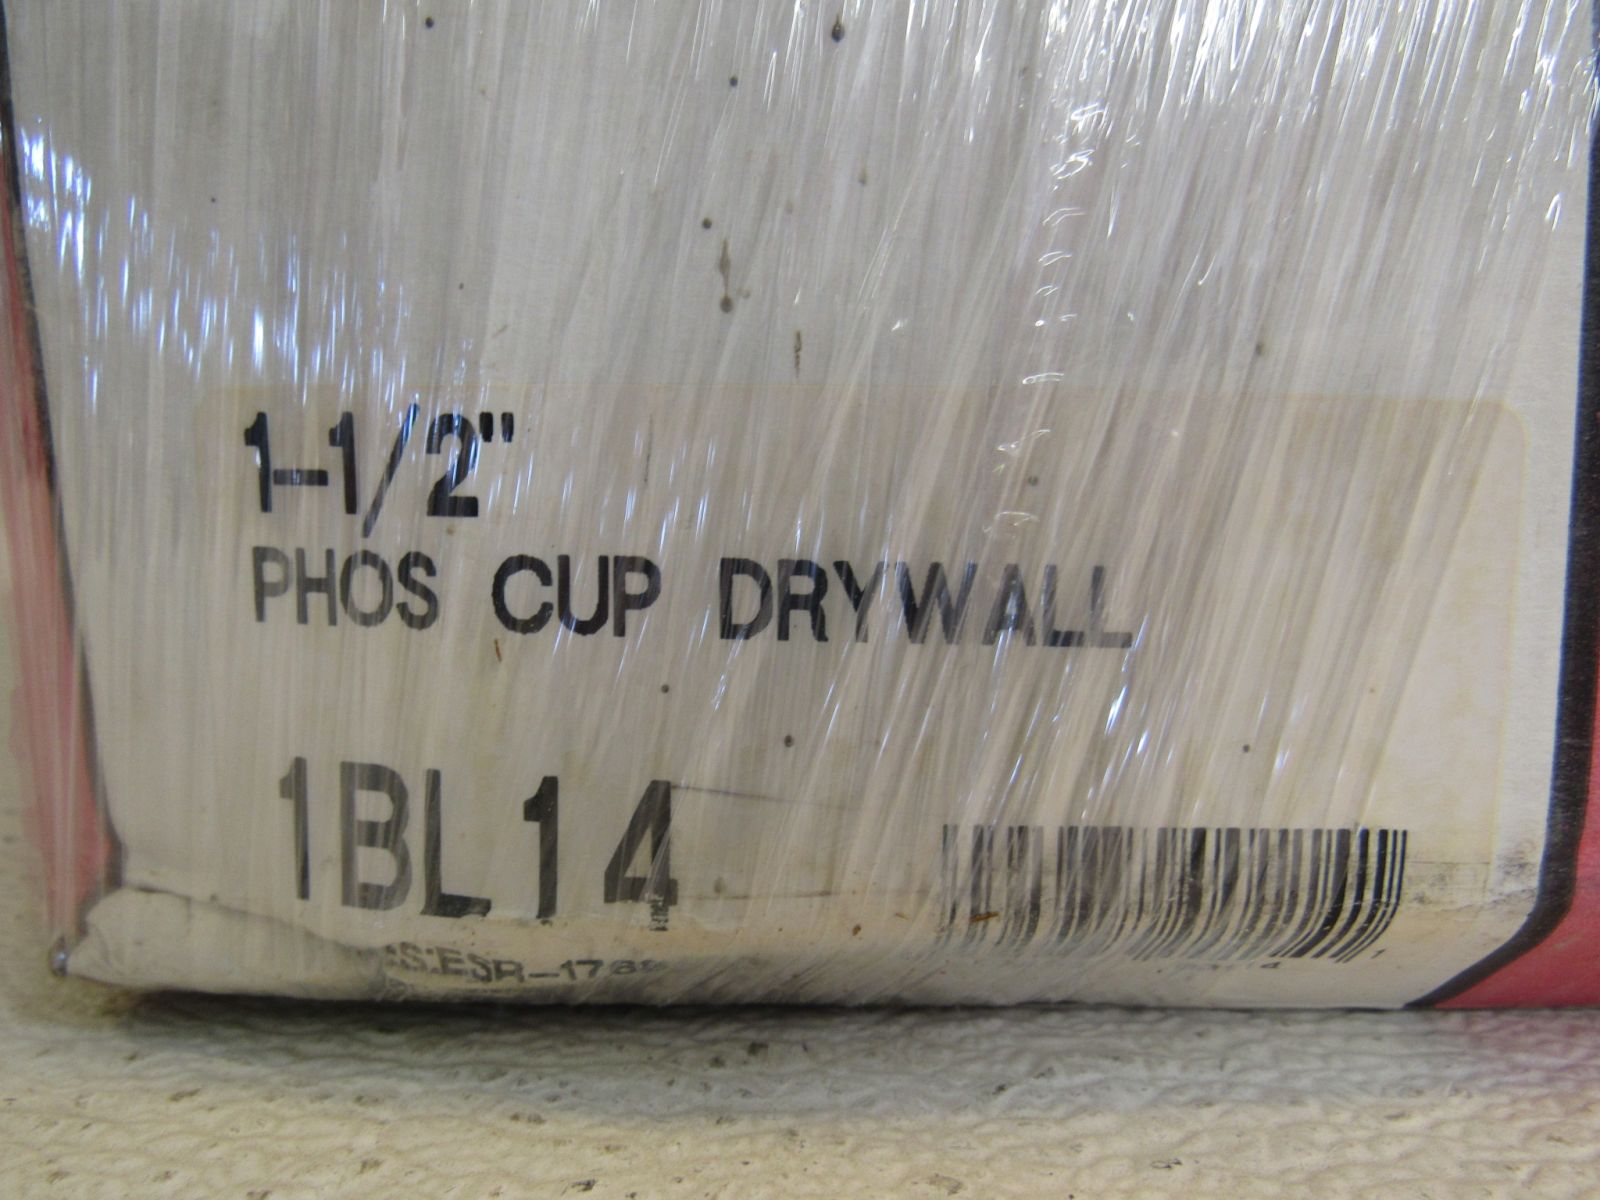 1-1/2"
PHOS CUP DRYWALL
1BL14